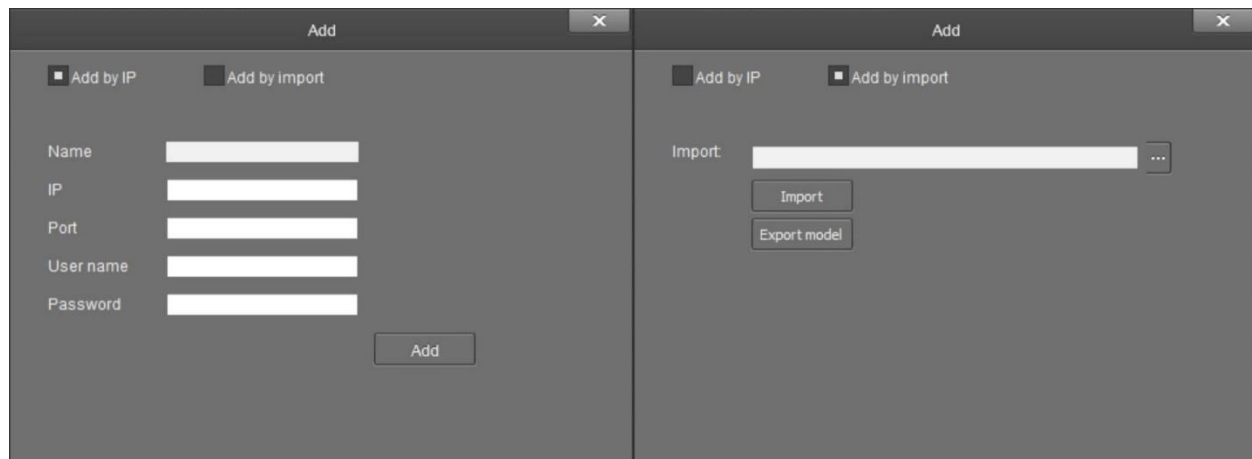 Add
Add by IP
Add by import
Name
IP
Port
User name
Password
Add
Add
Add by IP
Add by import
Import:
...
Import
Export model